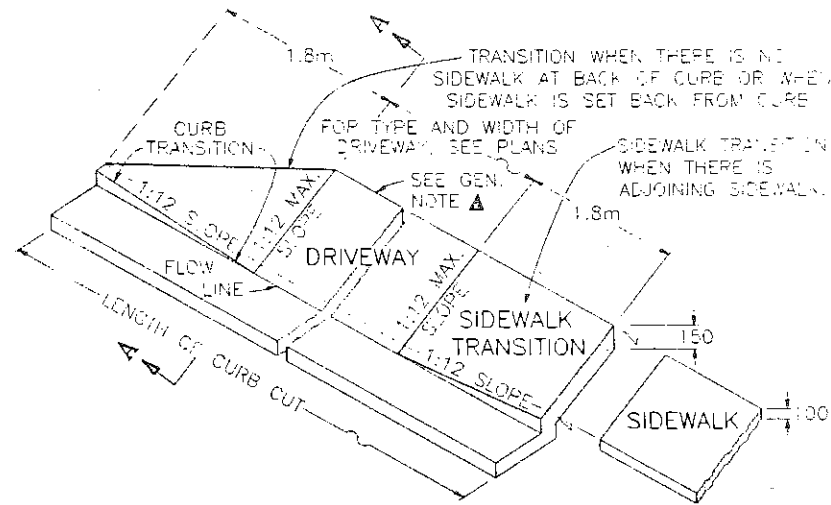 A
1.8m
TRANSITION WHEN THERE IS NO
SIDEWALK AT BACK OF CURB OR WHEN
SIDEWALK IS SET BACK FROM CURB
CURB
TRANSITION
FOR TYPE AND WIDTH OF
DRIVEWAY, SEE PLANS
SIDEWALK TRANSITION
WHEN THERE IS
ADJOINING SIDEWALK.
SEE GEN.
NOTE
1.8m
1:12 SLOPE
1:12 MAX.
SLOPE
DRIVEWAY
FLOW
LINE
1:12 MAX.
SLOPE
SIDEWALK
TRANSITION
1:12 SLOPE
LENGTH OF CURB CUT
A
150
SIDEWALK
100